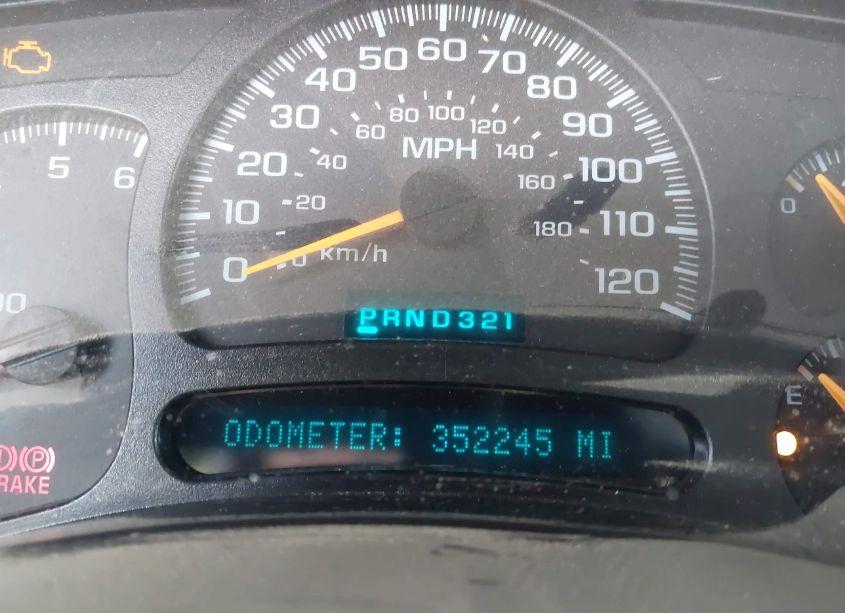 60
50 70
40 80
30 80 100 120 90
60 MPH 140
5 6 20 40 160 100
10 20 180 110
0 0 km/h 120
0
PRND321
E
ODOMETER: 352245 MI
(P)